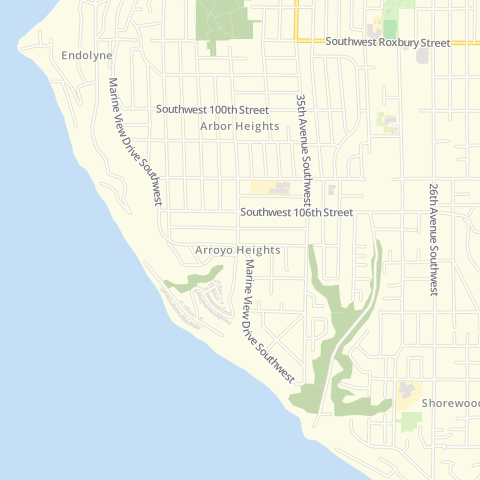 Southwest Roxbury Street
Endolyne
Marine View Drive Southwest
Southwest 100th Street
35th Avenue Southwest
Arbor Heights
26th Avenue Southwest
Southwest 106th Street
Arroyo Heights
Marine View Drive Southwest
Shorewood